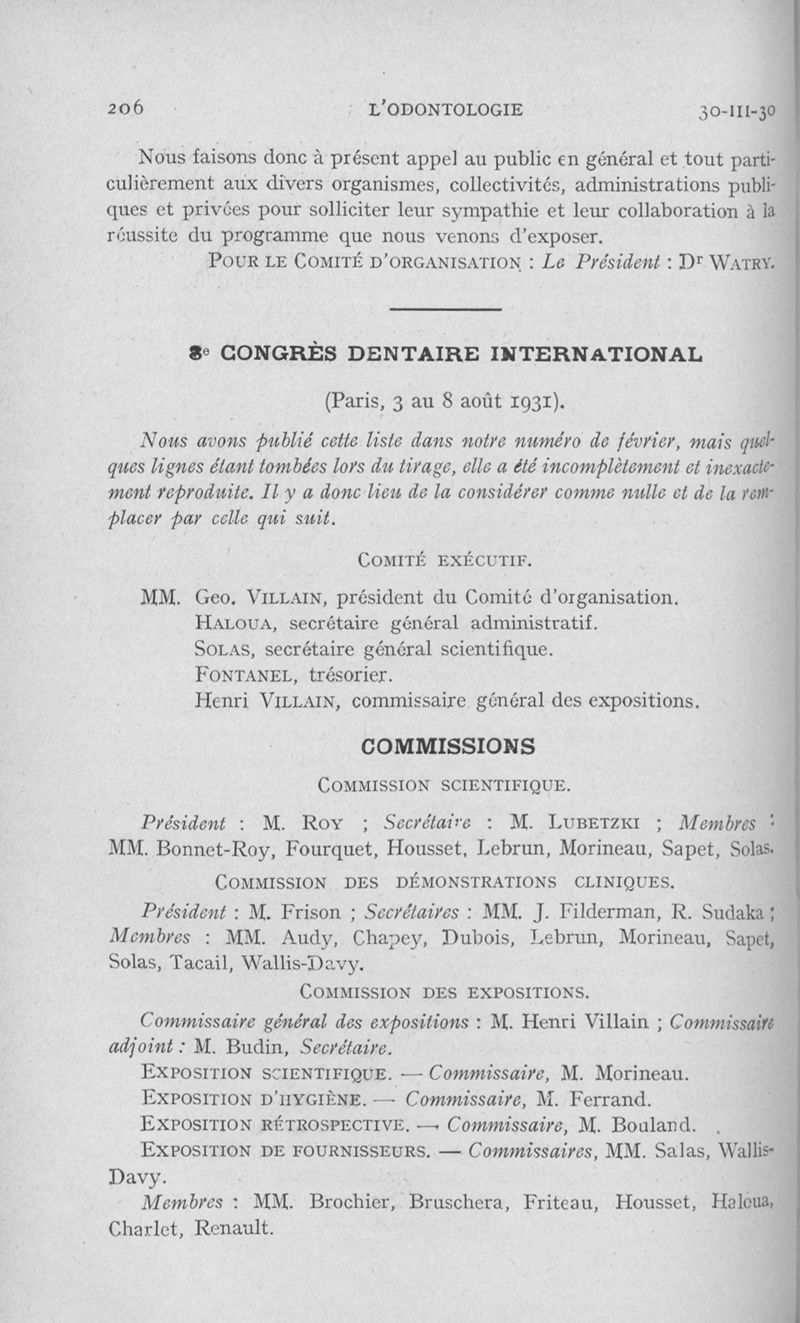 206 L'ODONTOLOGIE 30-III-30
Nous faisons donc à présent appel au public en général et tout parti-
culièrement aux divers organismes, collectivités, administrations publi-
ques et privées pour solliciter leur sympathie et leur collaboration à la
réussite du programme que nous venons d'exposer.
POUR LE COMITÉ D'ORGANISATION : Le Président : Dr WATRY.
8e CONGRÈS DENTAIRE INTERNATIONAL
(Paris, 3 au 8 août 1931).
Nous avons publié cette liste dans notre numéro de février, mais quel-
ques lignes étant tombées lors du tirage, elle a été incomplètement et inexacte-
ment reproduite. Il y a donc lieu de la considérer comme nulle et de la rem-
placer par celle qui suit.
COMITÉ EXÉCUTIF.
MM. Geo. VILLAIN, président du Comité d'organisation.
HALOUA, secrétaire général administratif.
SOLAS, secrétaire général scientifique.
FONTANEL, trésorier.
Henri VILLAIN, commissaire général des expositions.
COMMISSIONS
COMMISSION SCIENTIFIQUE.
Président : M. ROY ; Secrétaire : M. LUBETZKI ; Membres :
MM. Bonnet-Roy, Fourquet, Housset, Lebrun, Morineau, Sapet, Solas.
COMMISSION DES DÉMONSTRATIONS CLINIQUES.
Président : M. Frison ; Secrétaires : MM. J. Filderman, R. Sudaka ;
Membres : MM. Audy, Chapey, Dubois, Lebrun, Morineau, Sapet,
Solas, Tacail, Wallis-Davy.
COMMISSION DES EXPOSITIONS.
Commissaire général des expositions : M. Henri Villain ; Commissaire
adjoint : M. Budin, Secrétaire.
EXPOSITION SCIENTIFIQUE. — Commissaire, M. Morineau.
EXPOSITION D'HYGIÈNE. — Commissaire, M. Ferrand.
EXPOSITION RÉTROSPECTIVE. — Commissaire, M. Bouland.
EXPOSITION DE FOURNISSEURS. — Commissaires, MM. Salas, Wallis-
Davy.
Membres : MM. Brochier, Bruschera, Friteau, Housset, Haloua,
Charlet, Renault.